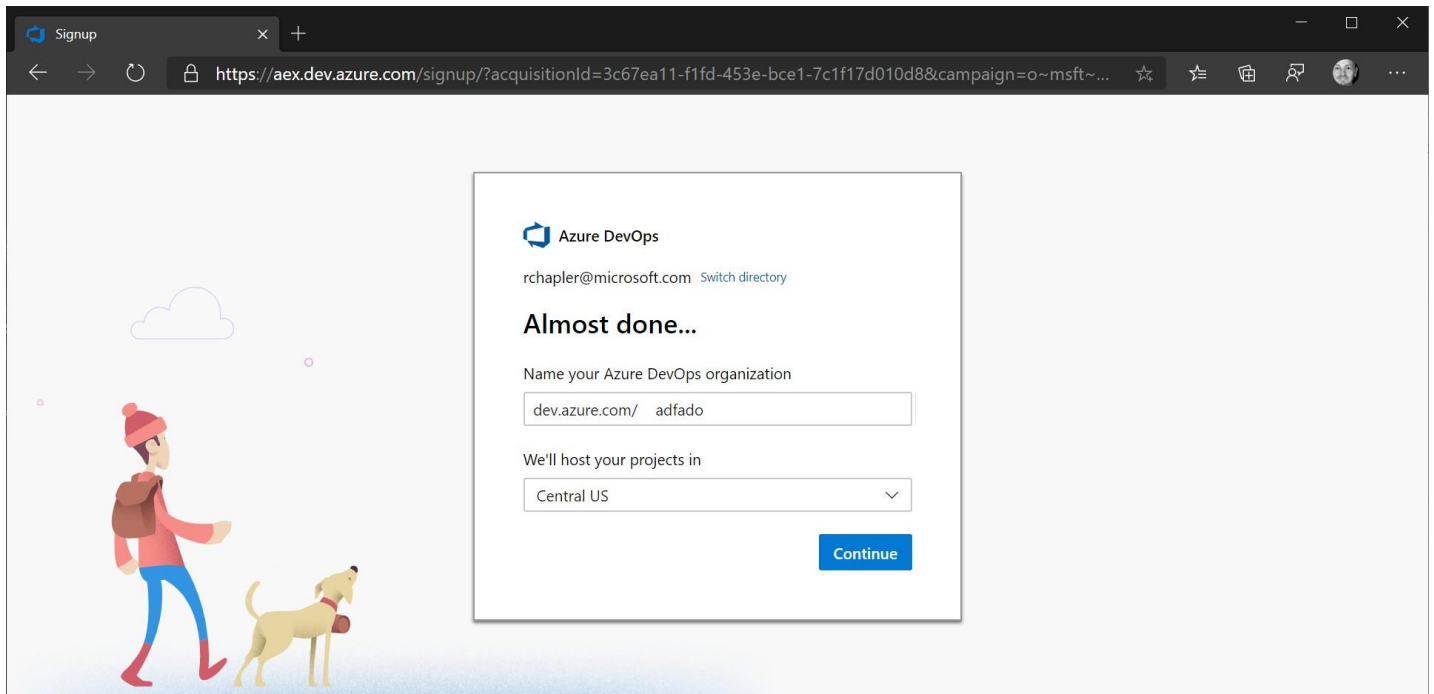 Signup
https://aex.dev.azure.com/signup/?acquisitionId=3c67ea11-f1fd-453e-bce1-7c1f17d010d8&campaign=o~msft~...
Azure DevOps
rchapler@microsoft.com Switch directory
Almost done...
Name your Azure DevOps organization
dev.azure.com/ adfado
We'll host your projects in
Central US
Continue